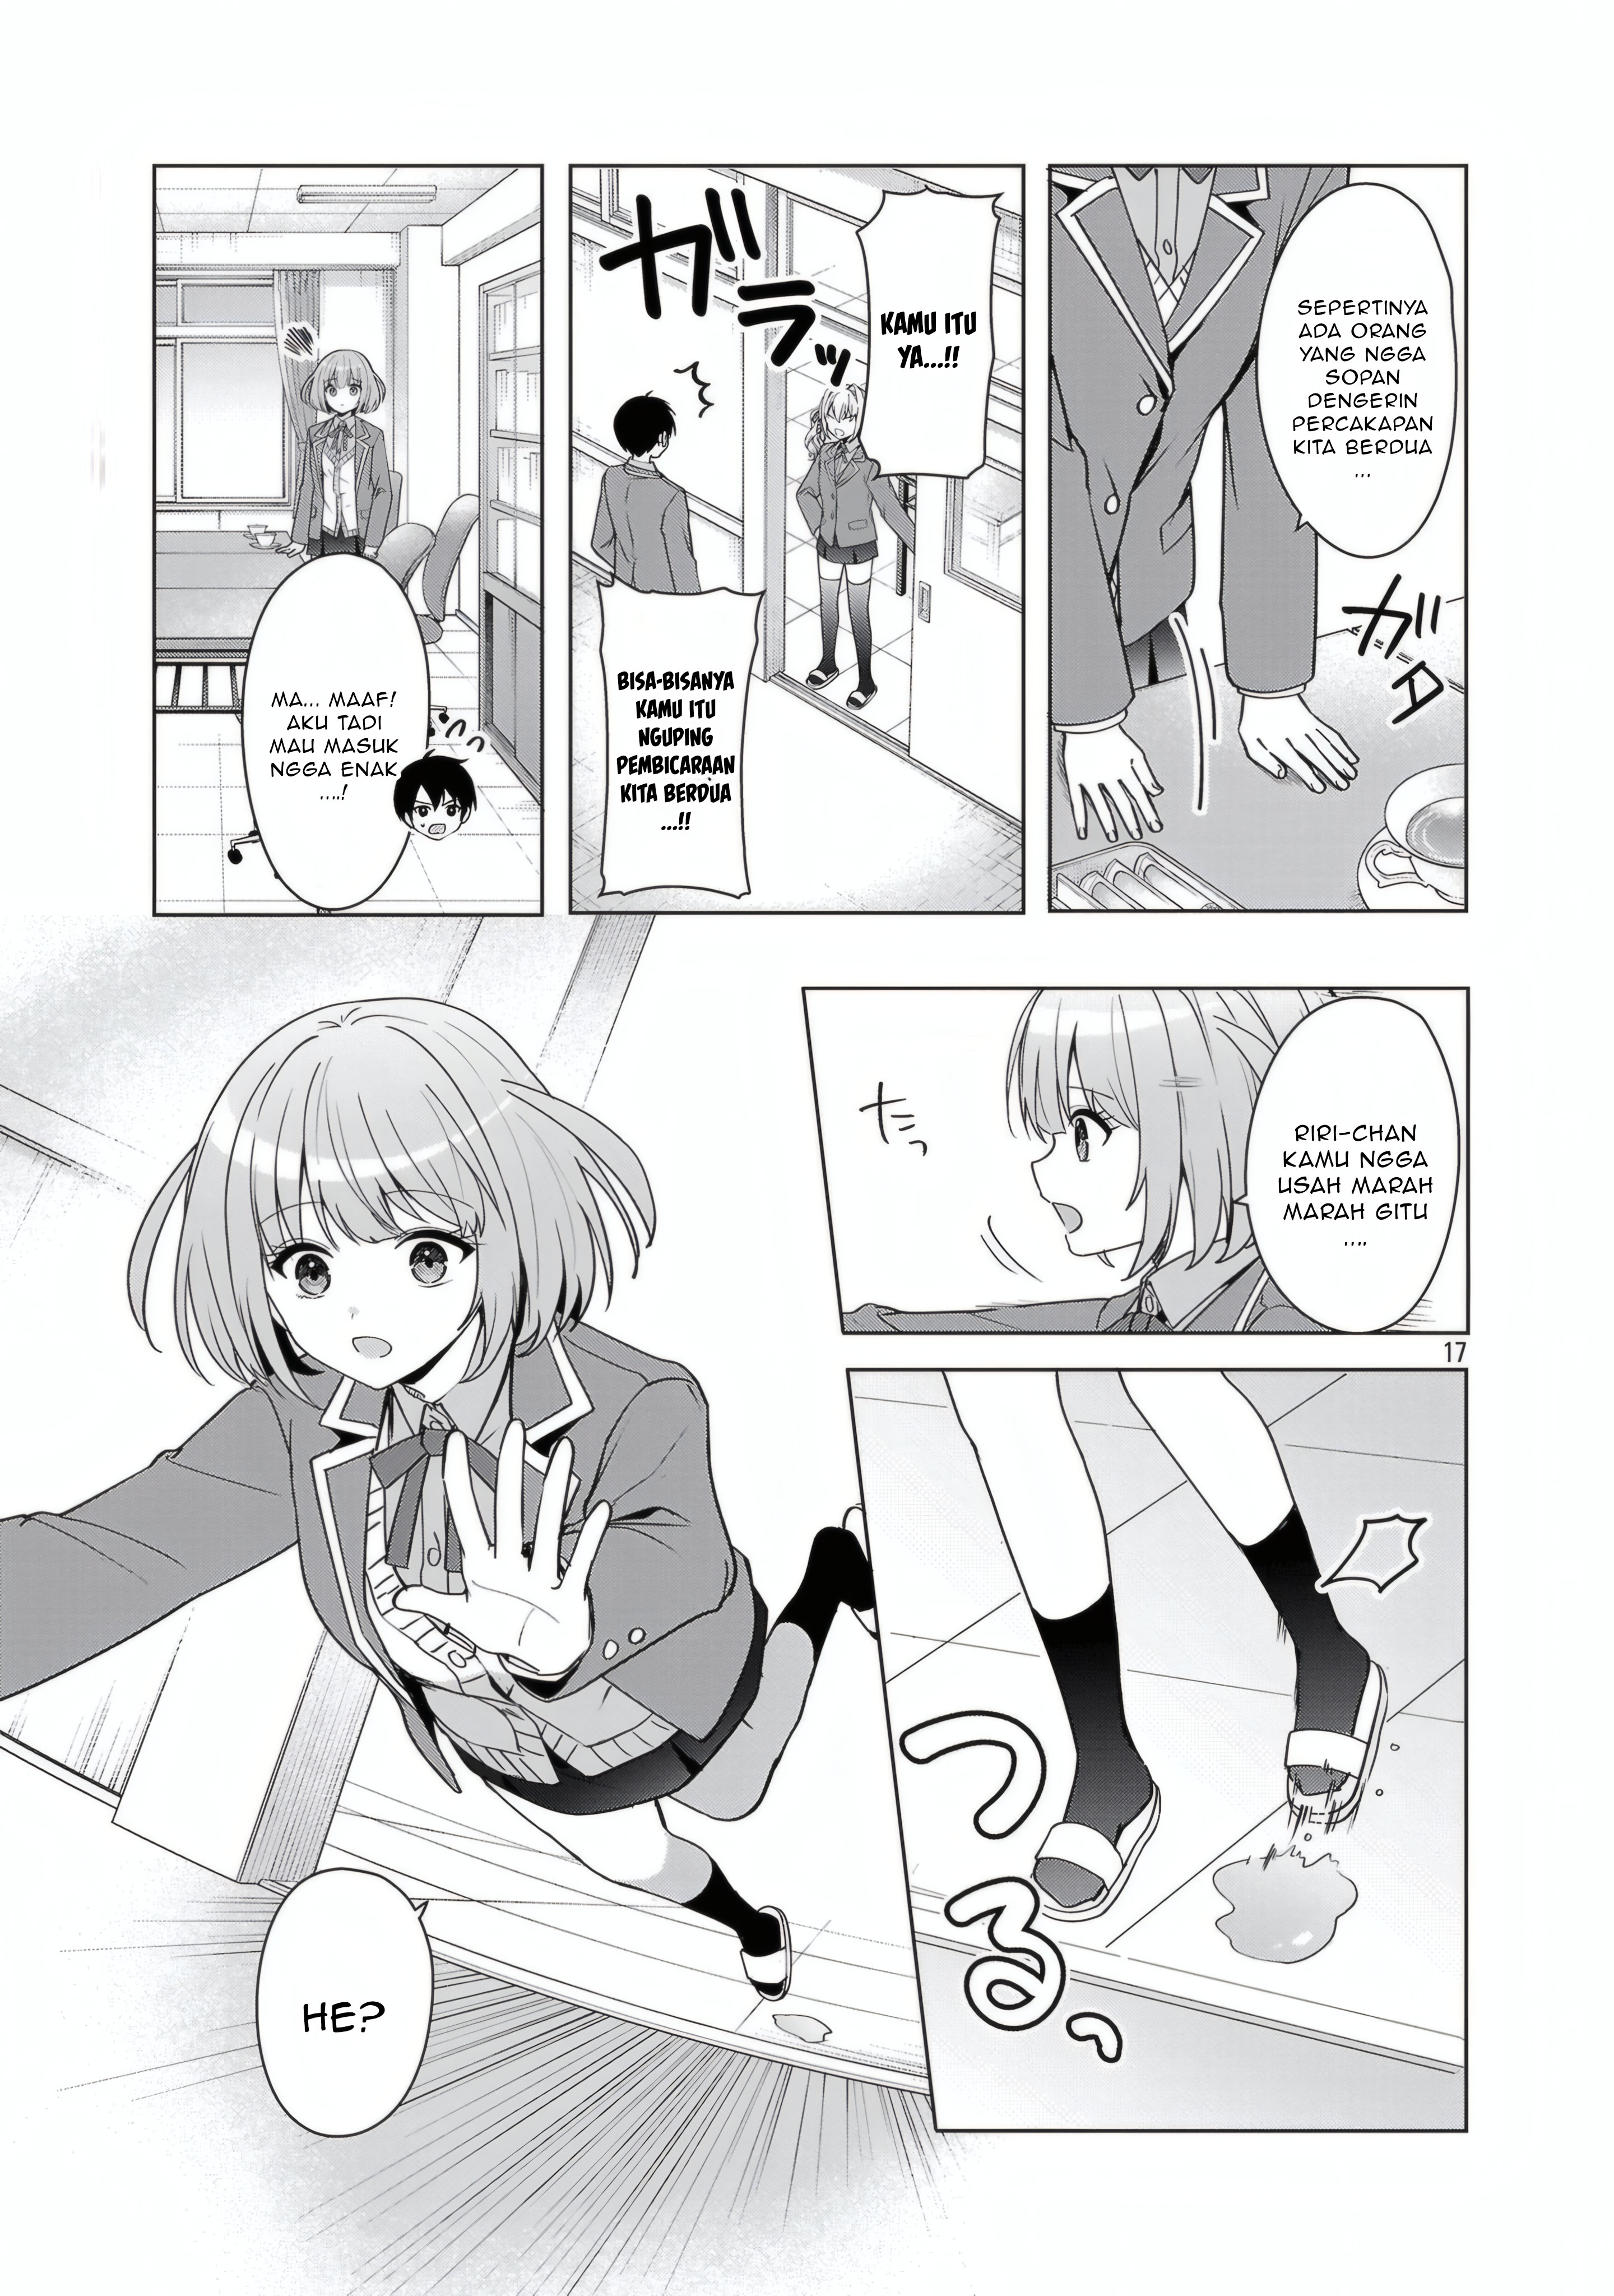 SEPERTINYA
ADA ORANG
YANG NGGA
SOPAN
DENGERIN
PERCAKAPAN
KITA BERDUA
...
ガタ
KAMU ITU
YA...!!
ガラッ
BISA-BISANYA
KAMU ITU
NGUPING
PEMBICARAAN
KITA BERDUA
...!!
MA... MAAF!
AKU TADI
MAU MASUK
NGGA ENAK
....!
RIRI-CHAN
KAMU NGGA
USAH MARAH
MARAH GITU
....
たっ
17
つるっ
HE?